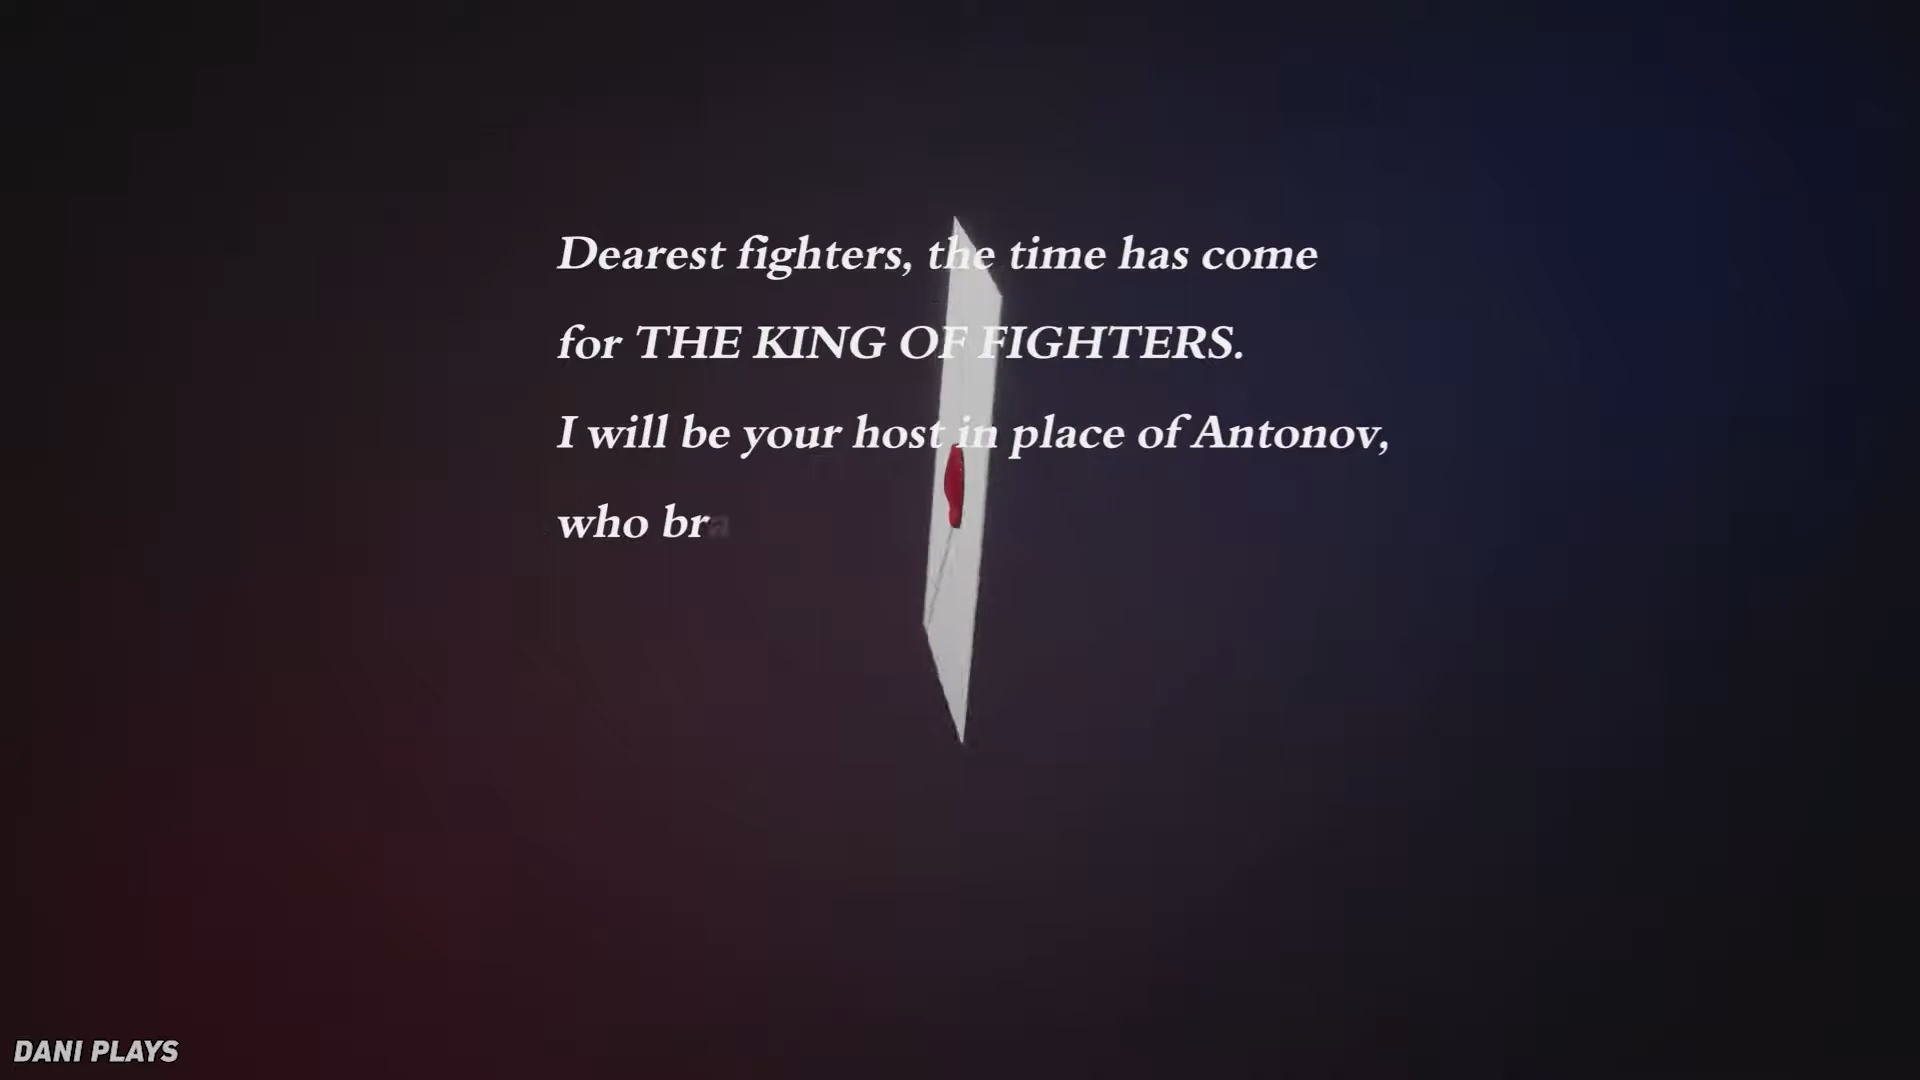 Dearest fighters, the time has come
for THE KING OF FIGHTERS.
I will be your host in place of Antonov,
who bra
DANI PLAYS